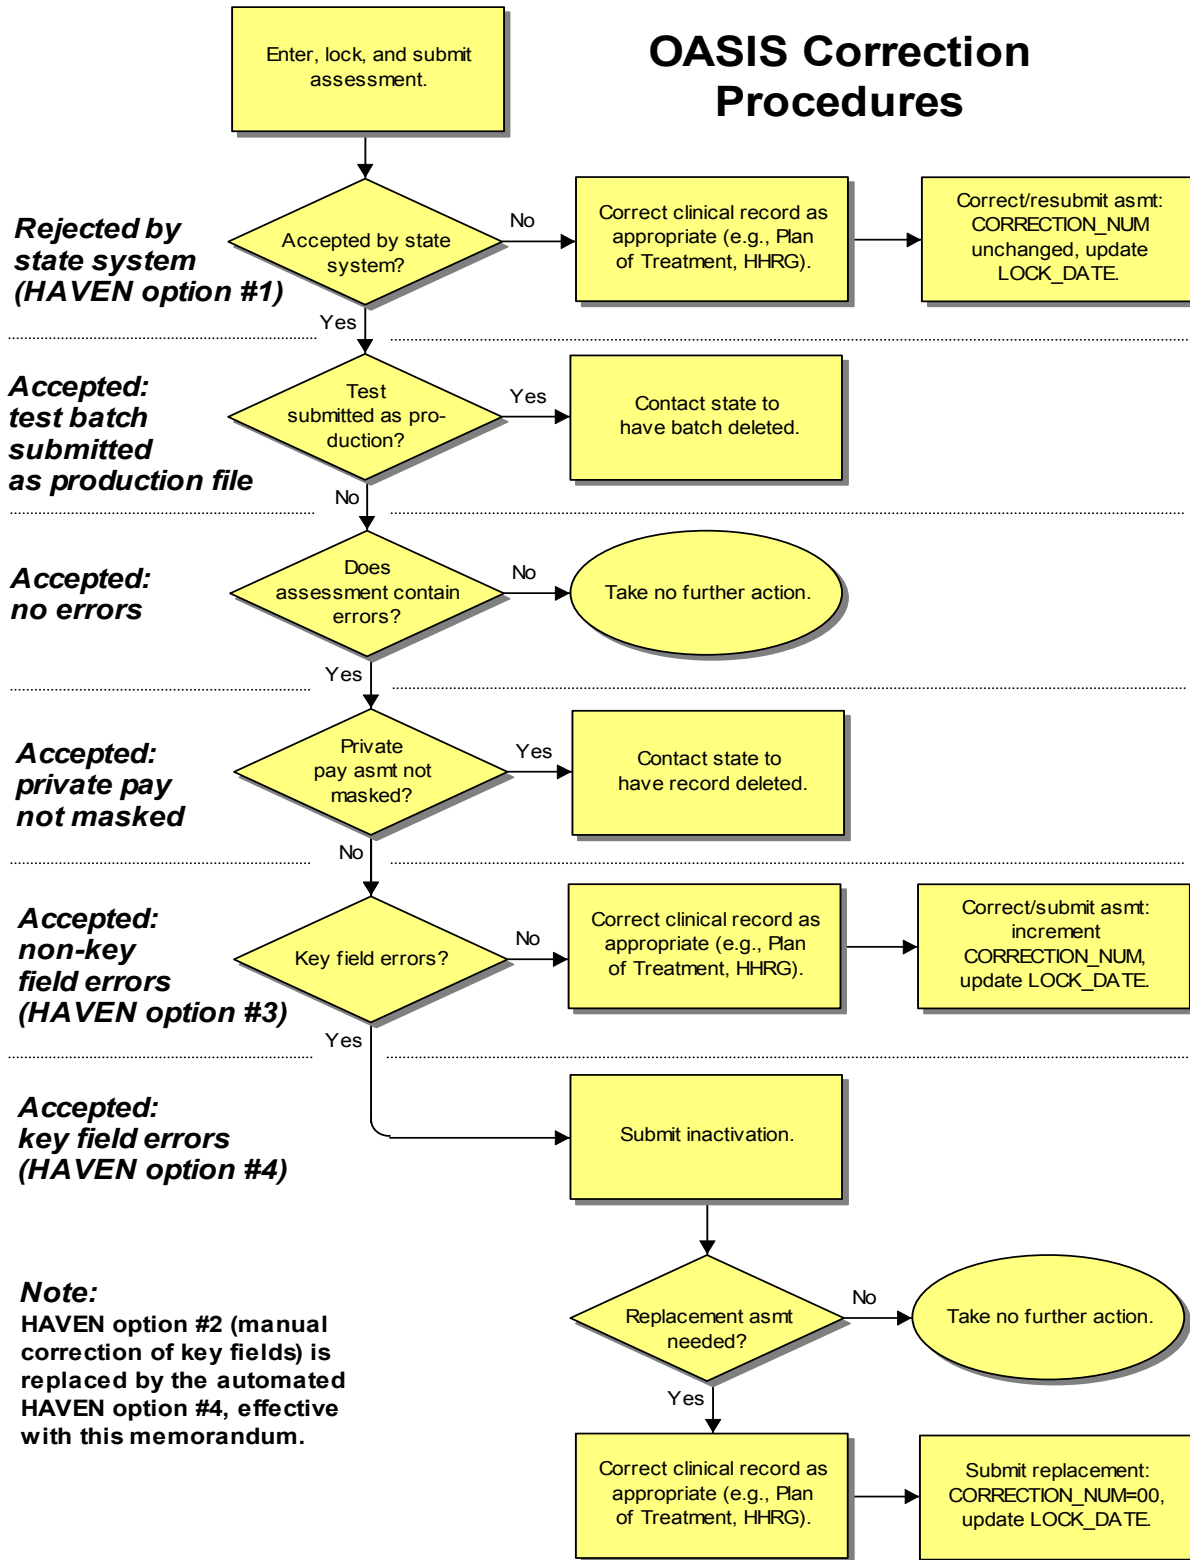 OASIS Correction
Procedures
Enter, lock, and submit
assessment.
Rejected by
state system
(HAVEN option #1)
Accepted by state
system?
No
Correct clinical record as
appropriate (e.g., Plan
of Treatment, HHRG).
Correct/resubmit asmt:
CORRECTION_NUM
unchanged, update
LOCK_DATE.
Yes
Accepted:
test batch
submitted
as production file
Test
submitted as pro-
duction?
Yes
Contact state to
have batch deleted.
No
Accepted:
no errors
Does
assessment contain
errors?
No
Take no further action.
Yes
Accepted:
private pay
not masked
Private
pay asmt not
masked?
Yes
Contact state to
have record deleted.
No
Accepted:
non-key
field errors
(HAVEN option #3)
Key field errors?
No
Correct clinical record as
appropriate (e.g., Plan
of Treatment, HHRG).
Correct/submit asmt:
increment
CORRECTION_NUM,
update LOCK_DATE.
Yes
Accepted:
key field errors
(HAVEN option #4)
Submit inactivation.
Replacement asmt
needed?
No
Take no further action.
Yes
Note:
HAVEN option #2 (manual
correction of key fields) is
replaced by the automated
HAVEN option #4, effective
with this memorandum.
Correct clinical record as
appropriate (e.g., Plan
of Treatment, HHRG).
Submit replacement:
CORRECTION_NUM=00,
update LOCK_DATE.